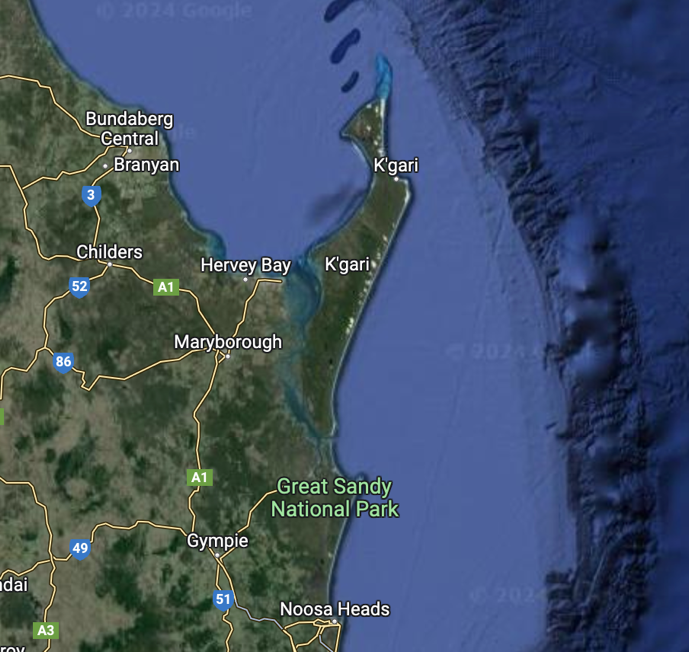 © 2024 Google
Bundaberg
Central
Branyan
K'gari
3
Childers
Hervey Bay
K'gari
52
A1
Maryborough
86
A1
Great Sandy
National Park
49
Gympie
51
Noosa Heads
A3